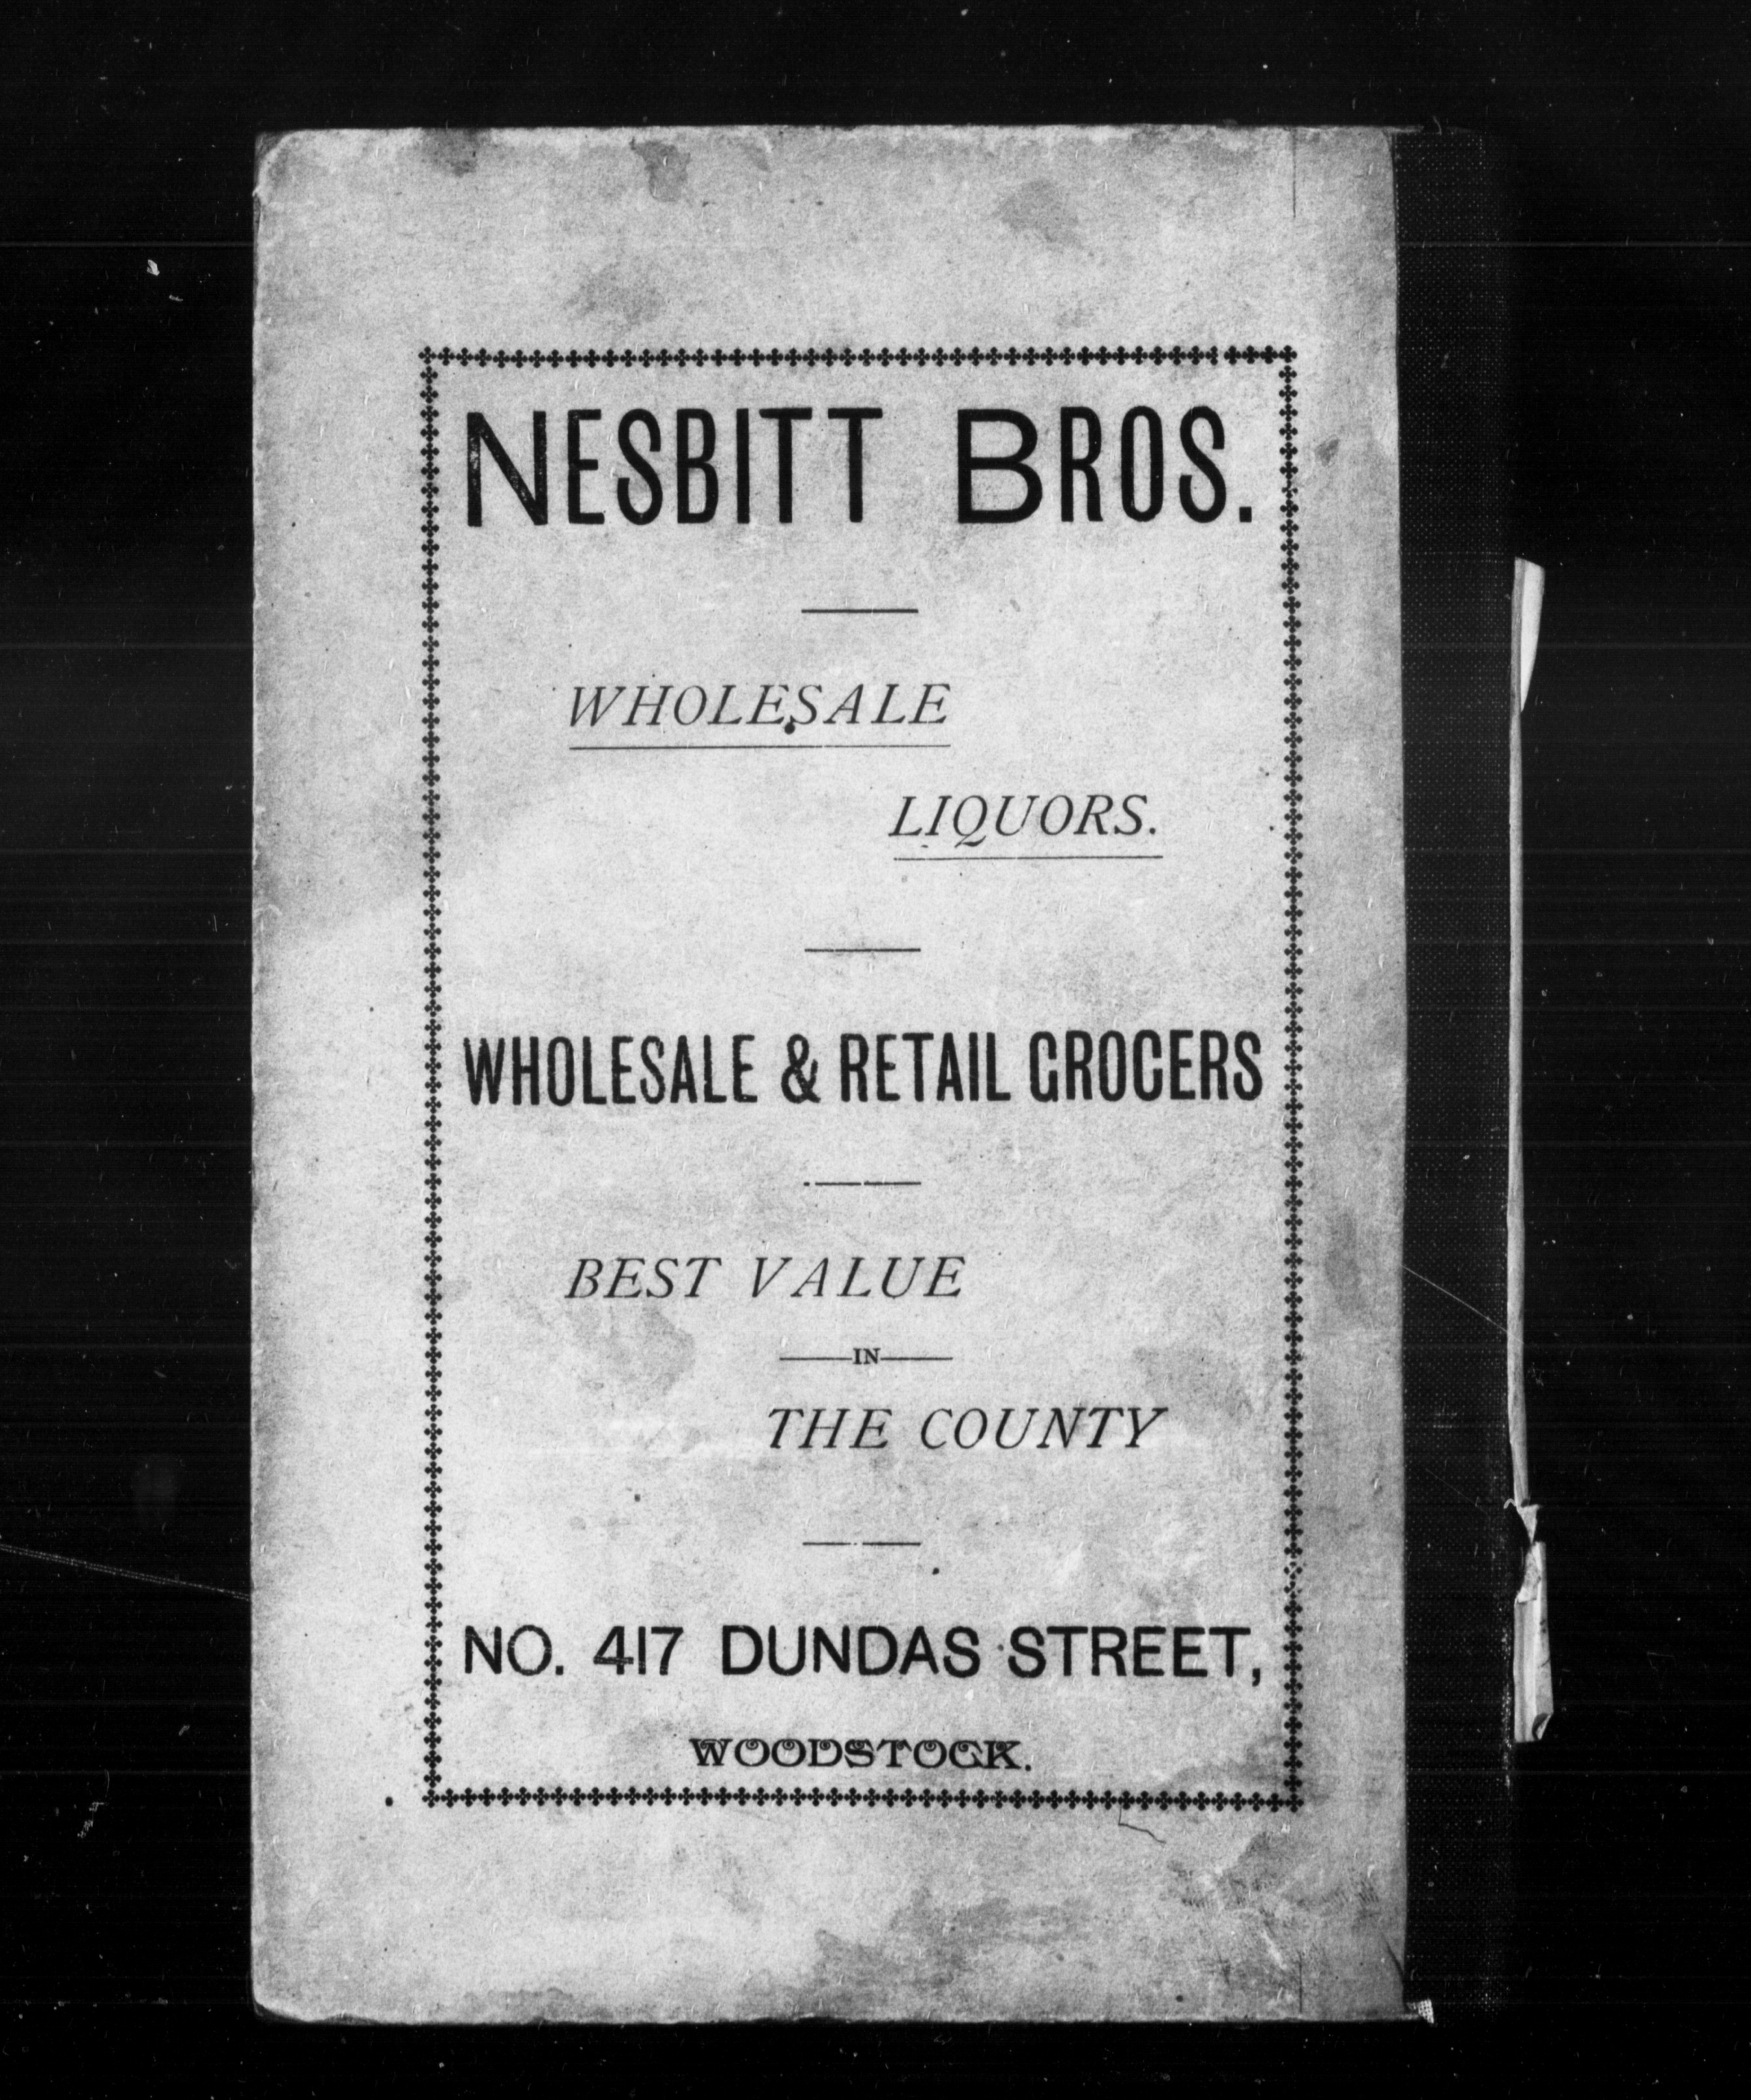 NESBITT BROS.
WHOLESALE
LIQUORS.
WHOLESALE & RETAIL GROCERS
BEST VALUE
IN
THE COUNTY
NO. 417 DUNDAS STREET,
WOODSTOCK.